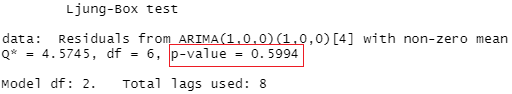 Ljung-Box test
data: Residuals from ARIMA(1,0,0)(1,0,0)[4] with non-zero mean
Q* = 4.5745, df = 6, p-value = 0.5994
Model df: 2. Total lags used: 8